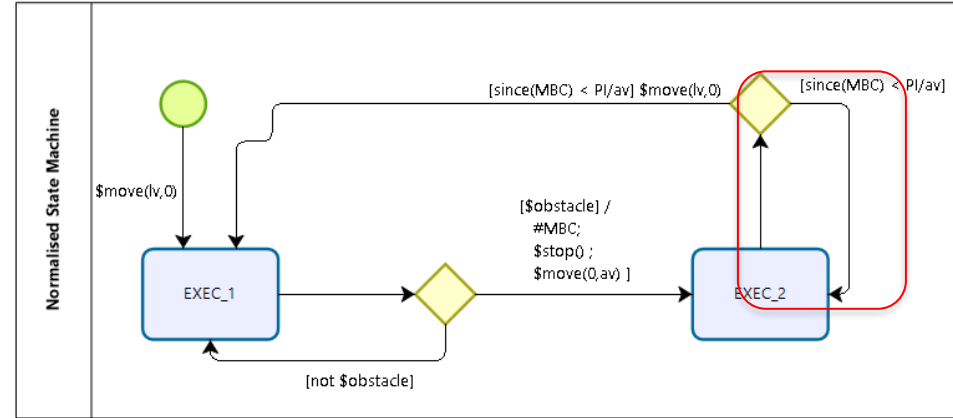 Normalised State Machine
[since(MBC) < PI/av] $move(lv,0)
[since(MBC) < PI/av]
$move(lv,0)
[$obstacle] /
#MBC;
$stop() ;
$move(0,av) ]
EXEC_1
EXEC_2
[not $obstacle]